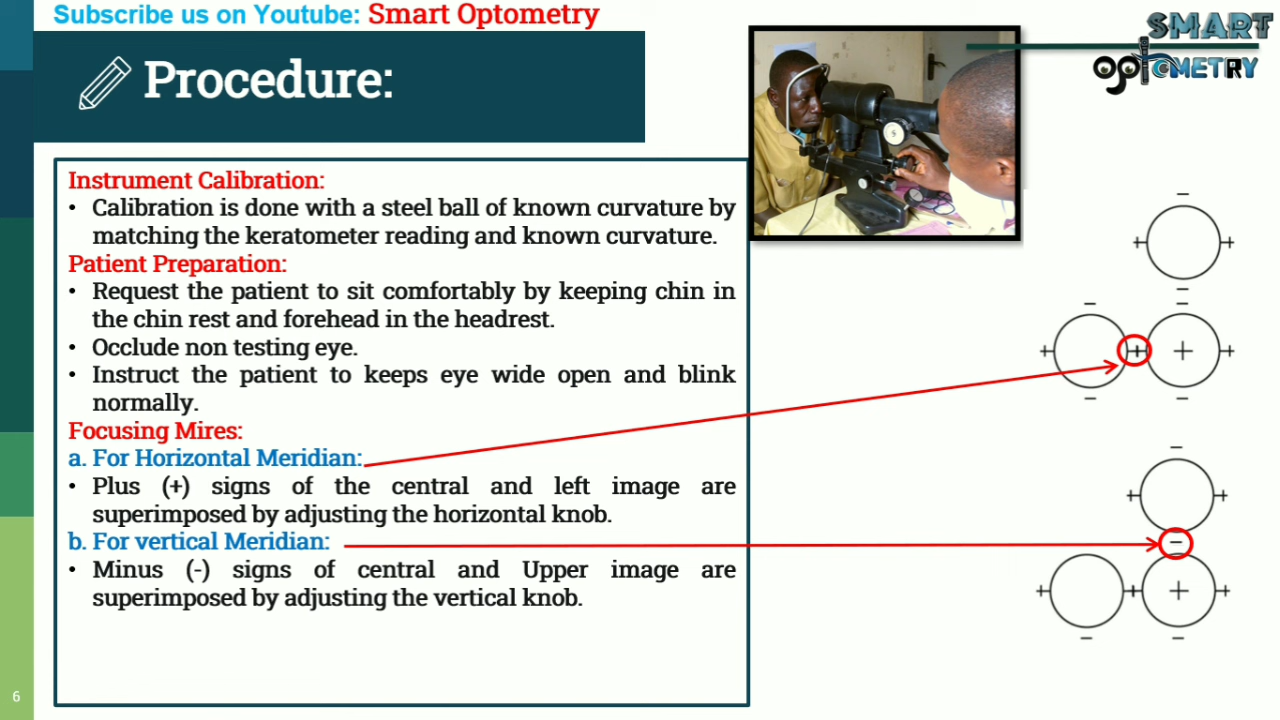 Subscribe us on Youtube: Smart Optometry
SMART
OptOMETRY
Procedure:
Instrument Calibration:
• Calibration is done with a steel ball of known curvature by
matching the keratometer reading and known curvature.
Patient Preparation:
• Request the patient to sit comfortably by keeping chin in
the chin rest and forehead in the headrest.
• Occlude non testing eye.
• Instruct the patient to keeps eye wide open and blink
normally.
Focusing Mires:
a. For Horizontal Meridian:
• Plus (+) signs of the central and left image are
superimposed by adjusting the horizontal knob.
b. For vertical Meridian:
• Minus (-) signs of central and Upper image are
superimposed by adjusting the vertical knob.
6